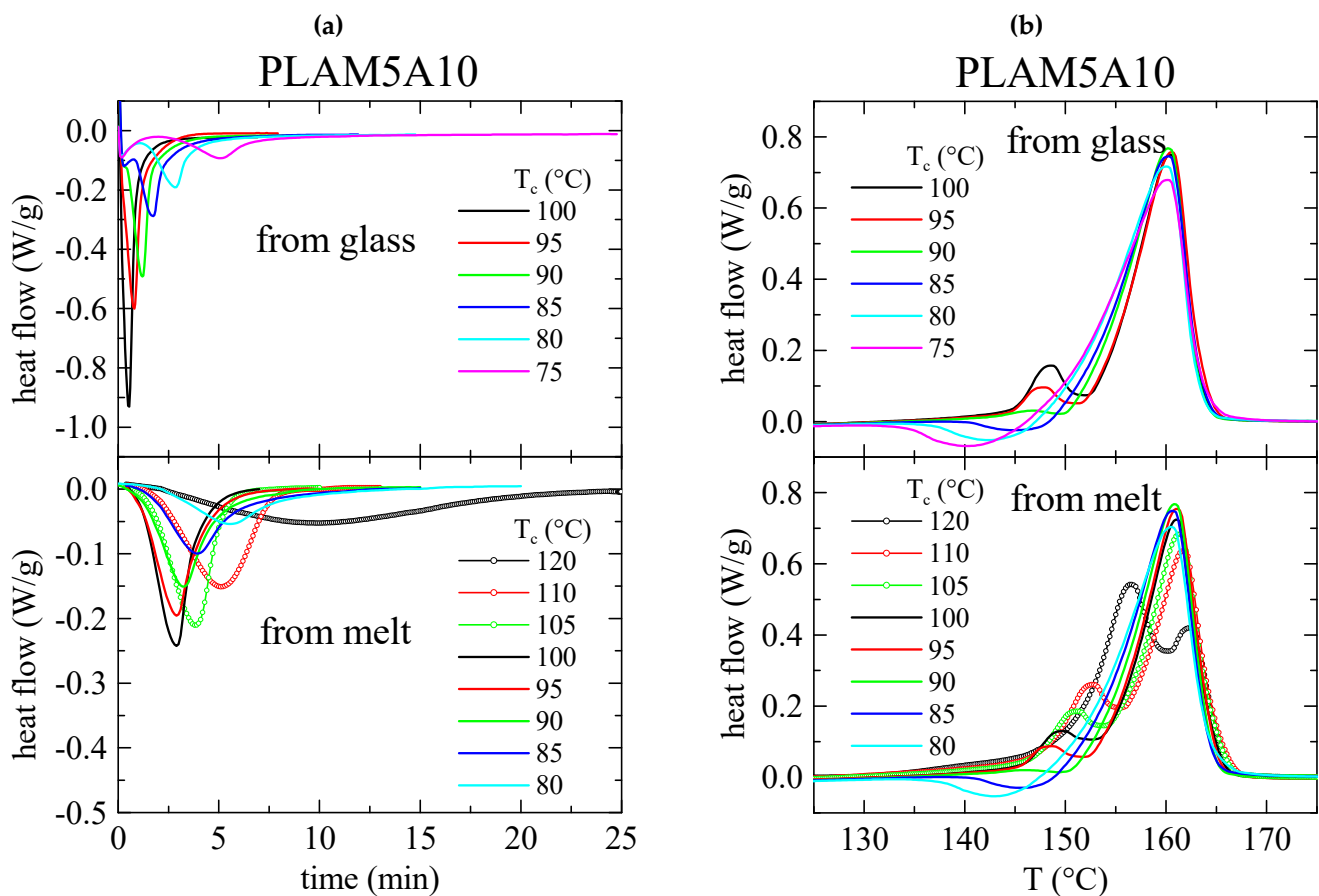 (a)
PLAM5A10
0.0
-0.2
-0.4
-0.6
-0.8
-1.0
heat flow (W/g)
from glass
T_c (°C)
100
95
90
85
80
75
0.0
-0.1
-0.2
-0.3
-0.4
-0.5
heat flow (W/g)
from melt
T_c (°C)
120
110
105
100
95
90
85
80
0 5 10 15 20 25
time (min)
(b)
PLAM5A10
0.8
0.6
0.4
0.2
0.0
heat flow (W/g)
from glass
T_c (°C)
100
95
90
85
80
75
0.8
0.6
0.4
0.2
0.0
heat flow (W/g)
from melt
T_c (°C)
120
110
105
100
95
90
85
80
130 140 150 160 170
T (°C)